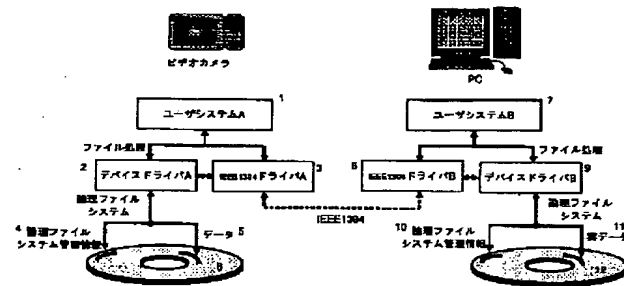 ビデオカメラ
PC
1
ユーザシステムA
7
ユーザシステムB
ファイル処理
ファイル処理
2
デバイスドライバA
3
IEEE1394ドライバA
8
IEEE1394ドライバB
9
デバイスドライバB
論理ファイル
システム
IEEE1394
論理ファイル
システム
4 論理ファイル
システム管理情報
データ 5
6
10 論理ファイル
システム管理情報
11
実データ
12